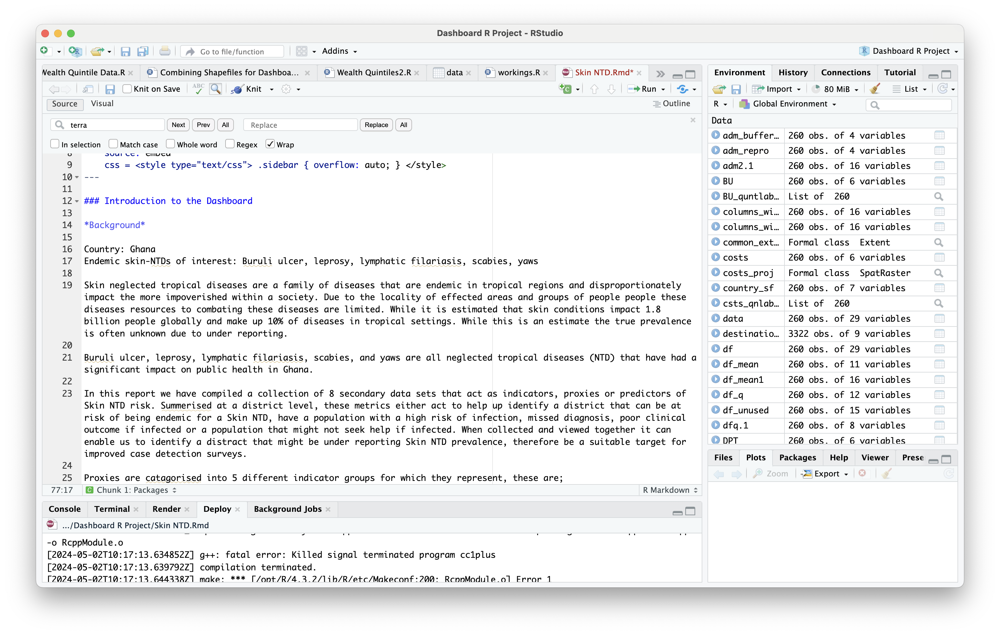 Dashboard R Project - RStudio
Go to file/function
Addins
Dashboard R Project
Wealth Quintile Data.R
Combining Shapefiles for Dashboa...
Wealth Quintiles2.R
data
workings.R
Skin NTD.Rmd*
Knit on Save
ABC
Knit
Run
Source
Visual
Outline
terra
Next
Prev
All
Replace
Replace
All
In selection
Match case
Whole word
Regex
Wrap
8     source: embed
9     css = <style type="text/css"> .sidebar { overflow: auto; } </style>
10 ---
11
12 ### Introduction to the Dashboard
13
14 *Background*
15
16 Country: Ghana
17 Endemic skin-NTDs of interest: Buruli ulcer, leprosy, lymphatic filariasis, scabies, yaws
18
19 Skin neglected tropical diseases are a family of diseases that are endemic in tropical regions and disproportionately
impact the more impoverished within a society. Due to the locality of effected areas and groups of people people these
diseases resources to combating these diseases are limited. While it is estimated that skin conditions impact 1.8
billion people globally and make up 10% of diseases in tropical settings. While this is an estimate the true prevalence
is often unknown due to under reporting.
20
21 Buruli ulcer, leprosy, lymphatic filariasis, scabies, and yaws are all neglected tropical diseases (NTD) that have had a
significant impact on public health in Ghana.
22
23 In this report we have compiled a collection of 8 secondary data sets that act as indicators, proxies or predictors of
Skin NTD risk. Summerised at a district level, these metrics either act to help up identify a district that can be at
risk of being endemic for a Skin NTD, have a population with a high risk of infection, missed diagnosis, poor clinical
outcome if infected or a population that might not seek help if infected. When collected and viewed together it can
enable us to identify a distract that might be under reporting Skin NTD prevalence, therefore be a suitable target for
improved case detection surveys.
24
25 Proxies are catagorised into 5 different indicator groups for which they represent, these are;
77:17
Chunk 1: Packages
R Markdown
Console
Terminal
Render
Deploy
Background Jobs
.../Dashboard R Project/Skin NTD.Rmd
-o RcppModule.o
[2024-05-02T10:17:13.634852Z] g++: fatal error: Killed signal terminated program cc1plus
[2024-05-02T10:17:13.639792Z] compilation terminated.
[2024-05-02T10:17:13.644338Z] make: *** [/opt/R/4.3.2/lib/R/etc/Makeconf:200: RcppModule.o] Error 1
Environment
History
Connections
Tutorial
Import
80 MiB
List
R
Global Environment
Data
adm_buffer... 260 obs. of 4 variables
adm_repro 260 obs. of 4 variables
adm2.1 260 obs. of 16 variables
BU 260 obs. of 6 variables
BU_quntlab... List of  260
columns_wi... 260 obs. of 16 variables
columns_wi... 260 obs. of 16 variables
common_ext... Formal class  Extent
costs 260 obs. of 6 variables
costs_proj Formal class  SpatRaster
country_sf 260 obs. of 7 variables
csts_qnlab... List of  260
data 260 obs. of 29 variables
destinatio... 3322 obs. of 9 variables
df 260 obs. of 29 variables
df_mean 260 obs. of 11 variables
df_mean1 260 obs. of 16 variables
df_q 260 obs. of 12 variables
df_unused 260 obs. of 15 variables
dfq.1 260 obs. of 8 variables
DPT 260 obs. of 6 variables
Files
Plots
Packages
Help
Viewer
Prese
Zoom
Export